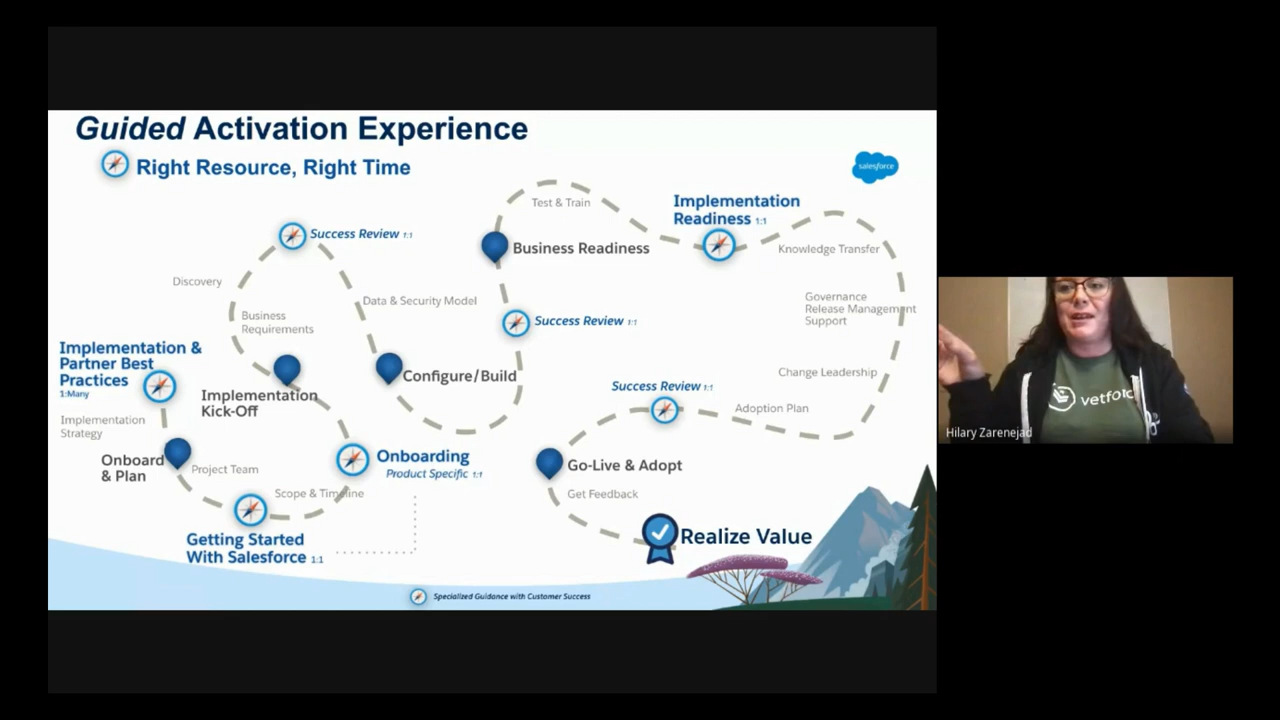 Guided Activation Experience
Right Resource, Right Time
salesforce
Implementation & 
Partner Best
Practices
1:Many
Implementation
Strategy
Onboard
& Plan
Project Team
Getting Started
With Salesforce 1:1
Scope & Timeline
Onboarding
Product Specific 1:1
Implementation
Kick-Off
Business
Requirements
Discovery
Success Review 1:1
Data & Security Model
Configure/Build
Success Review 1:1
Business Readiness
Test & Train
Implementation
Readiness 1:1
Knowledge Transfer
Governance
Release Management
Support
Change Leadership
Adoption Plan
Success Review 1:1
Go-Live & Adopt
Get Feedback
Realize Value
Specialized Guidance with Customer Success
vetforc
Hilary Zarenejad